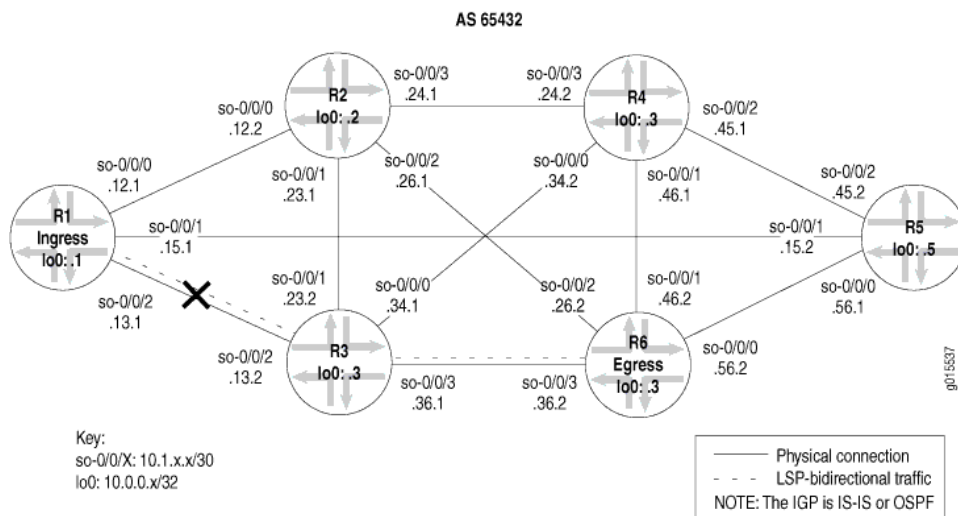 AS 65432
so-0/0/3
.24.1
so-0/0/3
.24.2
R2
lo0: .2
R4
lo0: .3
so-0/0/0
.12.2
so-0/0/2
.45.1
so-0/0/0
.12.1
so-0/0/1
.23.1
so-0/0/2
.26.1
so-0/0/0
.34.2
so-0/0/1
.46.1
so-0/0/2
.45.2
R1
Ingress
lo0: .1
so-0/0/1
.15.1
so-0/0/1
.15.2
R5
lo0: .5
so-0/0/2
.13.1
so-0/0/1
.23.2
so-0/0/0
.34.1
so-0/0/2
.26.2
so-0/0/1
.46.2
so-0/0/0
.56.1
so-0/0/2
.13.2
R3
lo0: .3
R6
Egress
lo0: .3
so-0/0/0
.56.2
so-0/0/3
.36.1
so-0/0/3
.36.2
g015537
Key:
so-0/0/X: 10.1.x.x/30
lo0: 10.0.0.x/32
Physical connection
LSP-bidirectional traffic
NOTE: The IGP is IS-IS or OSPF